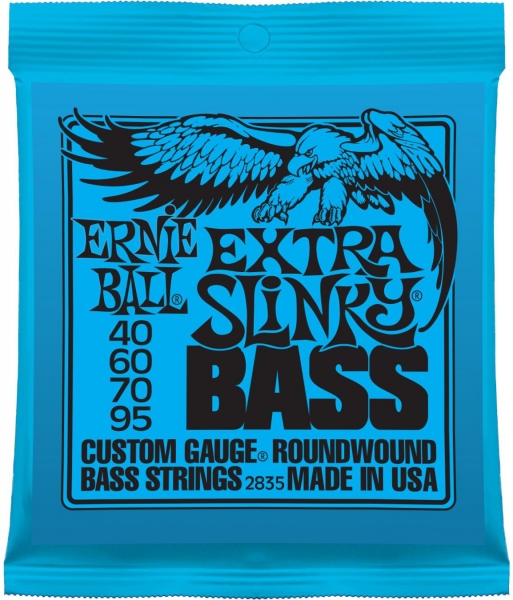 ERNIE BALL®
EXTRA SLINKY®
BASS
40
60
70
95
CUSTOM GAUGE® ROUNDWOUND
BASS STRINGS 2835 MADE IN USA